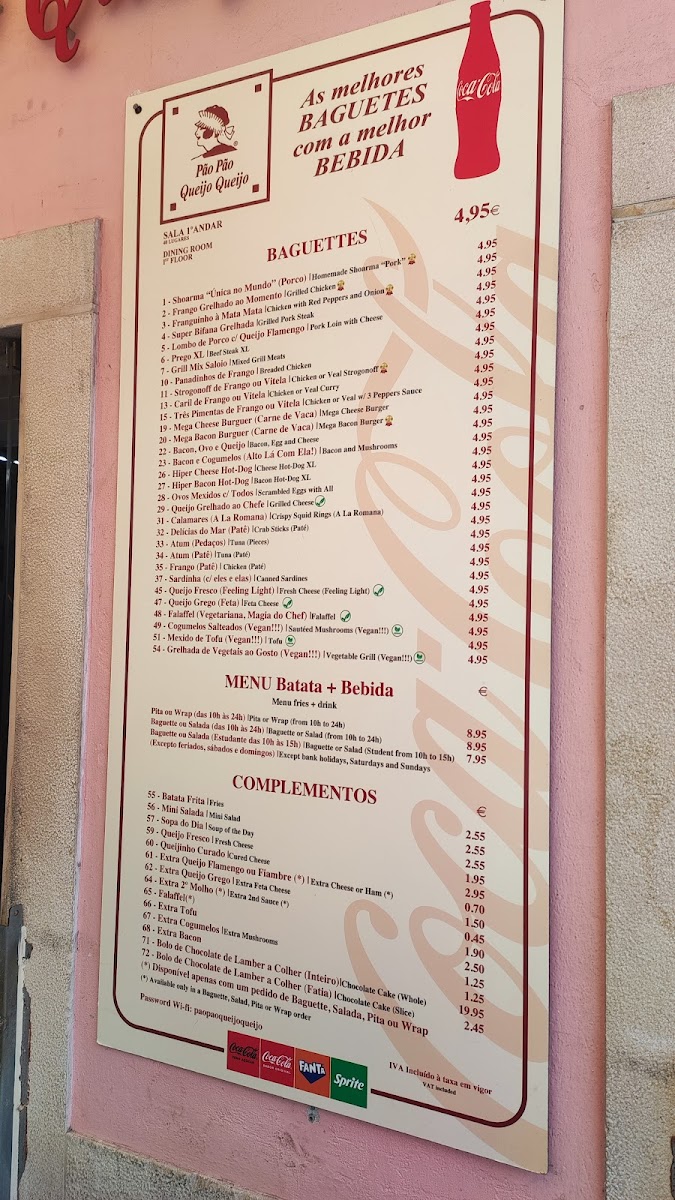 As melhores
BAGUETES
com a melhor
BEBIDA
Coca-Cola
Pão Pão
Queijo Queijo
SALA 1º ANDAR
48 LUGARES
DINING ROOM
1ST FLOOR
4,95€
BAGUETTES
1 - Shoarma "Única no Mundo" (Porco) |Homemade Shoarma "Pork" 4.95
2 - Frango Grelhado ao Momento |Grilled Chicken 4.95
3 - Franguinho à Mata Mata |Chicken with Red Peppers and Onion 4.95
4 - Super Bifana Grelhada |Grilled Pork Steak 4.95
5 - Lombo de Porco c/ Queijo Flamengo |Pork Loin with Cheese 4.95
6 - Prego XL |Beef Steak XL 4.95
7 - Grill Mix Saloio |Mixed Grill Meats 4.95
10 - Panadinhos de Frango |Breaded Chicken 4.95
11 - Strogonoff de Frango ou Vitela |Chicken or Veal Strogonoff 4.95
13 - Caril de Frango ou Vitela |Chicken or Veal Curry 4.95
15 - Três Pimentas de Frango ou Vitela |Chicken or Veal w/ 3 Peppers Sauce 4.95
19 - Mega Cheese Burguer (Carne de Vaca) |Mega Cheese Burger 4.95
20 - Mega Bacon Burguer (Carne de Vaca) |Mega Bacon Burger 4.95
22 - Bacon, Ovo e Queijo |Bacon, Egg and Cheese 4.95
23 - Bacon e Cogumelos (Alto Lá Com Ela!) |Bacon and Mushrooms 4.95
26 - Hiper Cheese Hot-Dog |Cheese Hot-Dog XL 4.95
27 - Hiper Bacon Hot-Dog |Bacon Hot-Dog XL 4.95
28 - Ovos Mexidos c/ Todos |Scrambled Eggs with All 4.95
29 - Queijo Grelhado ao Chefe |Grilled Cheese 4.95
31 - Calamares (A La Romana) |Crispy Squid Rings (A La Romana) 4.95
32 - Delícias do Mar (Patê) |Crab Sticks (Paté) 4.95
33 - Atum (Pedaços) |Tuna (Pieces) 4.95
34 - Atum (Patê) |Tuna (Paté) 4.95
35 - Frango (Patê) | Chicken (Paté) 4.95
37 - Sardinha (c/ eles e elas) |Canned Sardines 4.95
45 - Queijo Fresco (Feeling Light) |Fresh Cheese (Feeling Light) 4.95
47 - Queijo Grego (Feta) |Feta Cheese 4.95
48 - Falaffel (Vegetariana, Magia do Chef) |Falaffel 4.95
49 - Cogumelos Salteados (Vegan!!!) |Sautéed Mushrooms (Vegan!!!) 4.95
51 - Mexido de Tofu (Vegan!!!) |Tofu 4.95
54 - Grelhada de Vegetais ao Gosto (Vegan!!!) |Vegetable Grill (Vegan!!!) 4.95
MENU Batata + Bebida €
Menu fries + drink
Pita ou Wrap (das 10h às 24h) |Pita or Wrap (from 10h to 24h) 8.95
Baguette ou Salada (das 10h às 24h) |Baguette or Salad (from 10h to 24h) 8.95
Baguette ou Salada (Estudante das 10h às 15h) |Baguette or Salad (Student from 10h to 15h) 7.95
(Excepto feriados, sábados e domingos) |Except bank holidays, Saturdays and Sundays
COMPLEMENTOS €
55 - Batata Frita |Fries 2.55
56 - Mini Salada |Mini Salad 2.55
57 - Sopa do Dia |Soup of the Day 2.55
59 - Queijo Fresco |Fresh Cheese 1.95
60 - Queijinho Curado |Cured Cheese 2.95
61 - Extra Queijo Flamengo ou Fiambre (*) | Extra Cheese or Ham (*) 0.70
62 - Extra Queijo Grego |Extra Feta Cheese 1.50
64 - Extra 2º Molho (*) |Extra 2nd Sauce (*) 0.45
65 - Falaffel(*) 1.90
66 - Extra Tofu 2.50
67 - Extra Cogumelos |Extra Mushrooms 1.25
68 - Extra Bacon 1.25
71 - Bolo de Chocolate de Lamber a Colher (Inteiro)|Chocolate Cake (Whole) 19.95
72 - Bolo de Chocolate de Lamber a Colher (Fatia) |Chocolate Cake (Slice) 2.45
(*) Disponível apenas com um pedido de Baguette, Salada, Pita ou Wrap
(*) Available only in a Baguette, Salad, Pita or Wrap order
Password Wi-fi: paopaoqueijoqueijo
IVA Incluído à taxa em vigor
VAT included
Coca-Cola
Coca-Cola
FANTA
Sprite
Coca-Cola